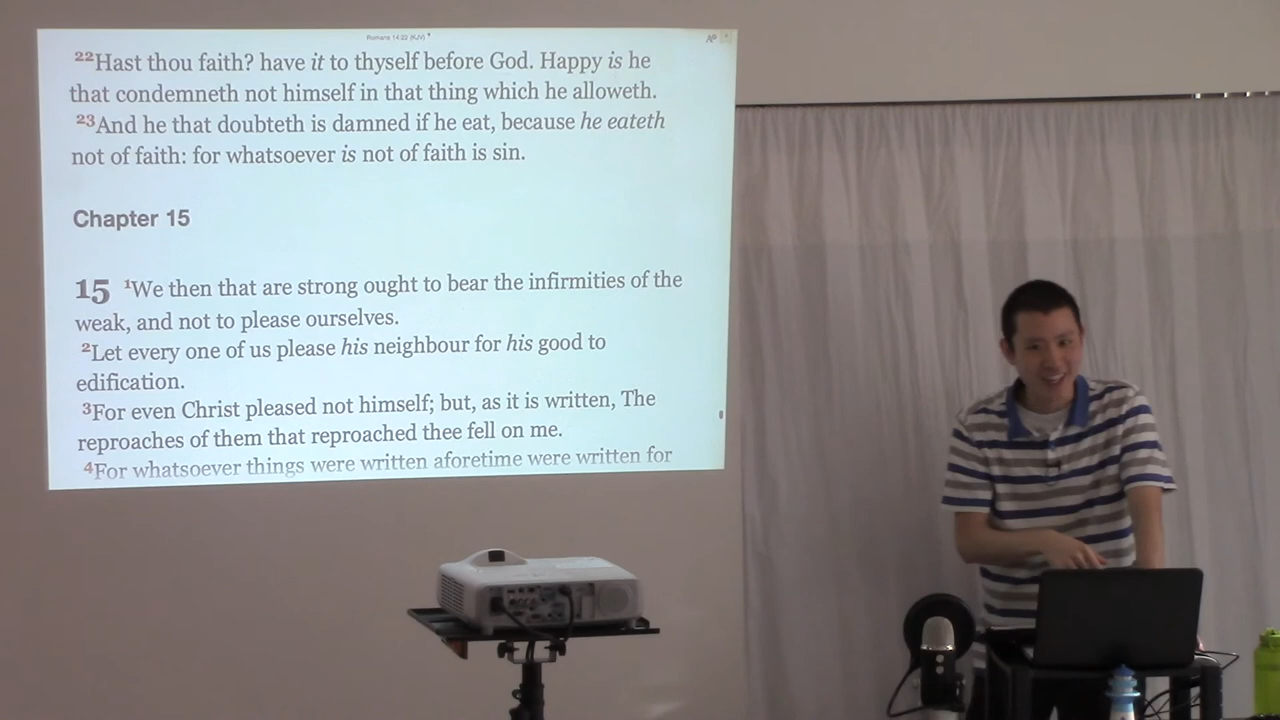 Romans 14:22 (KJV)
22Hast thou faith? have it to thyself before God. Happy is he
that condemneth not himself in that thing which he alloweth.
23And he that doubteth is damned if he eat, because he eateth
not of faith: for whatsoever is not of faith is sin.
Chapter 15
15 1We then that are strong ought to bear the infirmities of the
weak, and not to please ourselves.
2Let every one of us please his neighbour for his good to
edification.
3For even Christ pleased not himself; but, as it is written, The
reproaches of them that reproached thee fell on me.
4For whatsoever things were written aforetime were written for